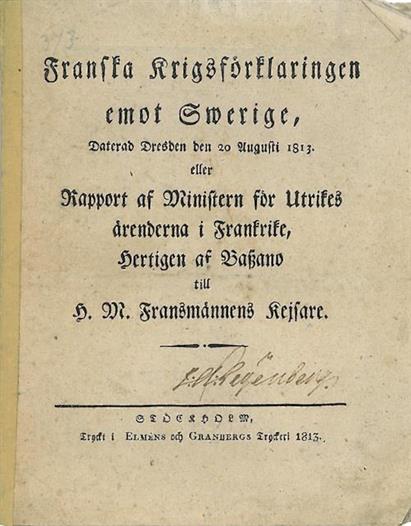 Franska Krigsförklaringen
emot Swerige,
Daterad Dresden den 20 Augusti 1813.
eller
Rapport af Ministern för Utrikes
ärenderna i Frankrike,
Hertigen af Baßano
till
H. M. Fransmännens Kejsare.
STOCKHOLM,
Tryckt i ELMÉNS och GRANBERGS Tryckeri 1813.